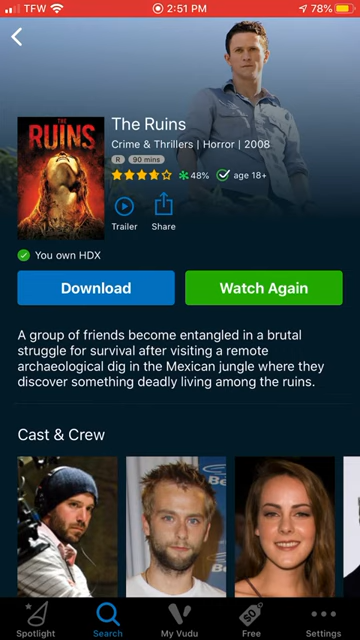 TFW 2:51 PM 78%
THE
RUINS
The Ruins
Crime & Thrillers | Horror | 2008
R 90 mins
48% age 18+
Trailer Share
You own HDX
Download Watch Again
A group of friends become entangled in a brutal
struggle for survival after visiting a remote
archaeological dig in the Mexican jungle where they
discover something deadly living among the ruins.
Cast & Crew
Spotlight Search My Vudu Free Settings